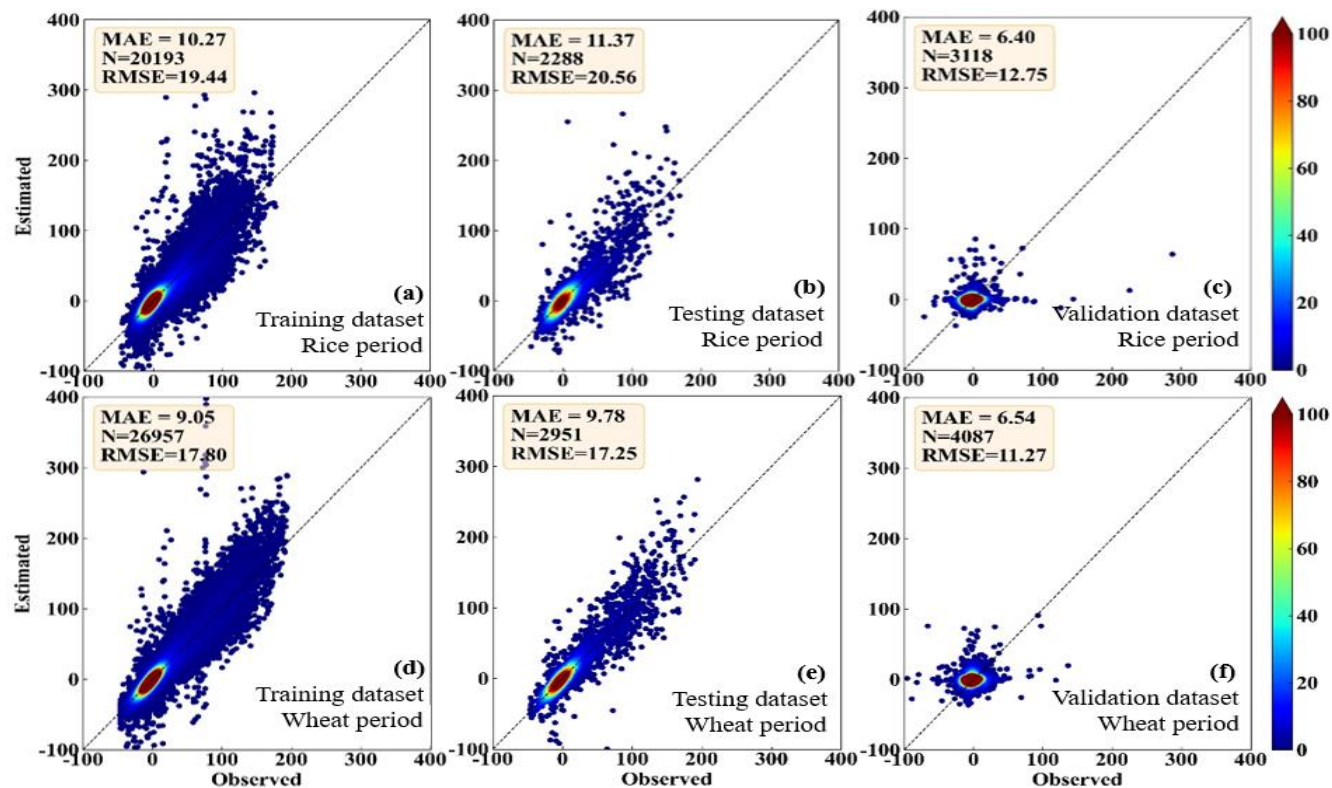 400
300
200
100
0
-100
Estimated
MAE = 10.27
N=20193
RMSE=19.44
(a)
Training dataset
Rice period
-100 0 100 200 300 400
400
300
200
100
0
-100
MAE = 11.37
N=2288
RMSE=20.56
(b)
Testing dataset
Rice period
-100 0 100 200 300 400
400
300
200
100
0
-100
MAE = 6.40
N=3118
RMSE=12.75
(c)
Validation dataset
Rice period
-100 0 100 200 300 400
100
80
60
40
20
0
400
300
200
100
0
-100
Estimated
MAE = 9.05
N=26957
RMSE=17.80
(d)
Training dataset
Wheat period
-100 0 100 200 300 400
Observed
400
300
200
100
0
-100
MAE = 9.78
N=2951
RMSE=17.25
(e)
Testing dataset
Wheat period
-100 0 100 200 300 400
Observed
400
300
200
100
0
-100
MAE = 6.54
N=4087
RMSE=11.27
(f)
Validation dataset
Wheat period
-100 0 100 200 300 400
Observed
100
80
60
40
20
0